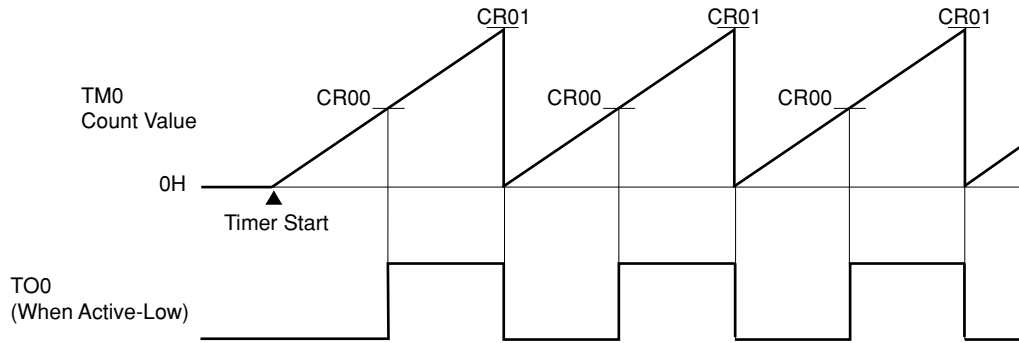 CR01
CR01
CR01
TM0
Count Value
CR00
CR00
CR00
0H
Timer Start
TO0
(When Active-Low)